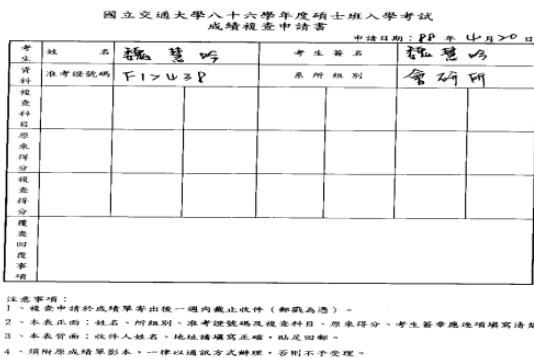 國立交通大學八十六學年度碩士班入學考試
成績複查申請書
申請日期：88 年 4月20日
考生資料 姓名 魏慧吟 考生簽名 魏慧吟
准考證號碼 F12438 系所組別 會研所
複查科目
原來得分
複查得分
覆查回覆事項
注意事項：
1、複查申請於成績單寄出後一週內截止收件（郵戳為憑）。
2、本表正面：姓名、所組別、准考證號碼及複查科目、原來得分、考生簽章應逐項填寫清
3、本表背面：收件人姓名、地址請填寫正確，貼足回郵。
4、須附原成績單影本，一律以通訊方式辦理，否則不予受理。